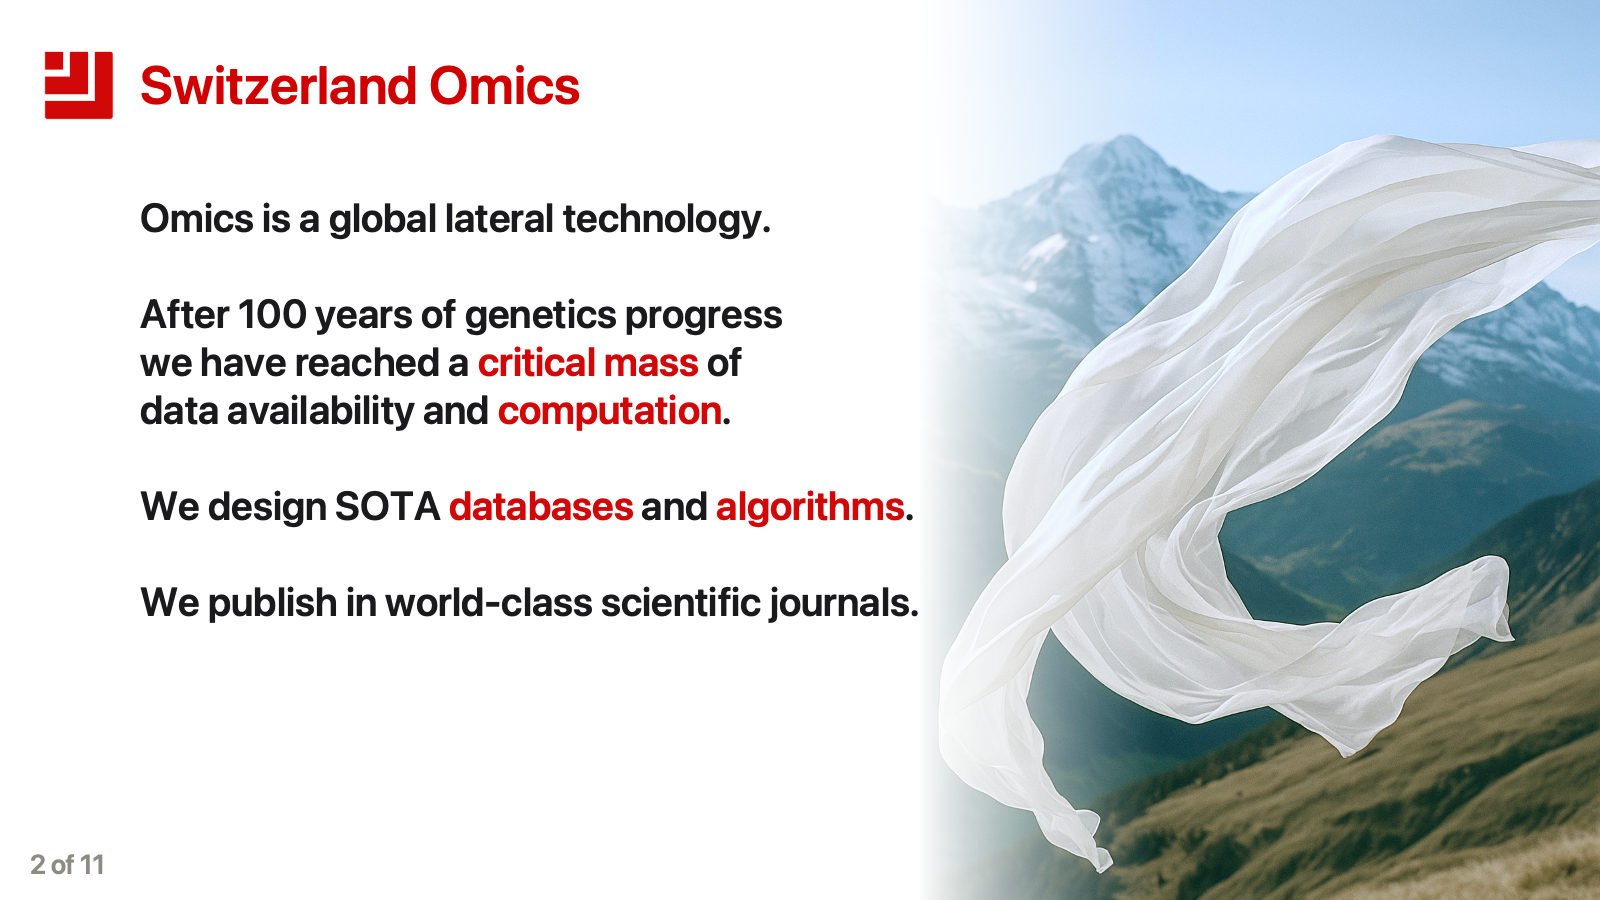 Switzerland Omics
Omics is a global lateral technology.
After 100 years of genetics progress
we have reached a critical mass of
data availability and computation.
We design SOTA databases and algorithms.
We publish in world-class scientific journals.
2 of 11